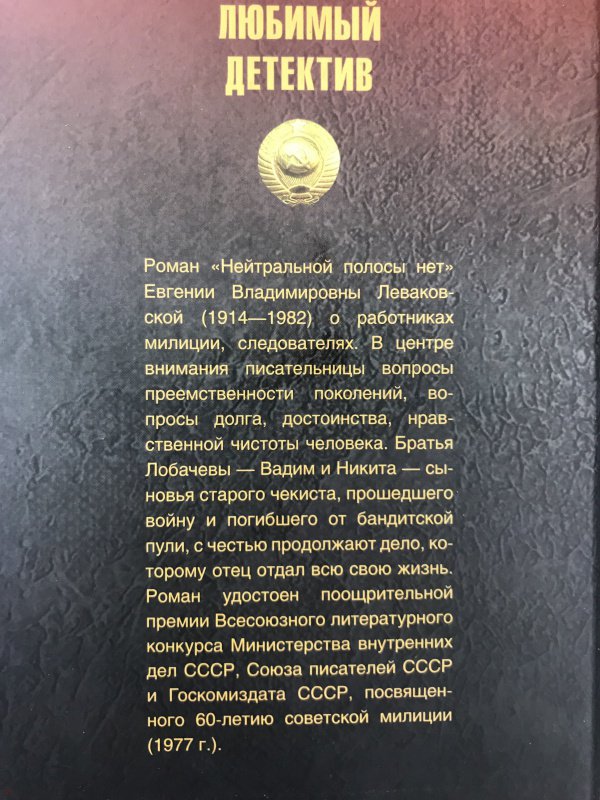 ЛЮБИМЫЙ
ДЕТЕКТИВ
Роман «Нейтральной полосы нет»
Евгении Владимировны Леваков-
ской (1914—1982) о работниках
милиции, следователях. В центре
внимания писательницы вопросы
преемственности поколений, во-
просы долга, достоинства, нрав-
ственной чистоты человека. Братья
Лобачевы — Вадим и Никита — сы-
новья старого чекиста, прошедшего
войну и погибшего от бандитской
пули, с честью продолжают дело, ко-
торому отец отдал всю свою жизнь.
Роман удостоен поощрительной
премии Всесоюзного литературного
конкурса Министерства внутренних
дел СССР, Союза писателей СССР
и Госкомиздата СССР, посвящен-
ного 60-летию советской милиции
(1977 г.).